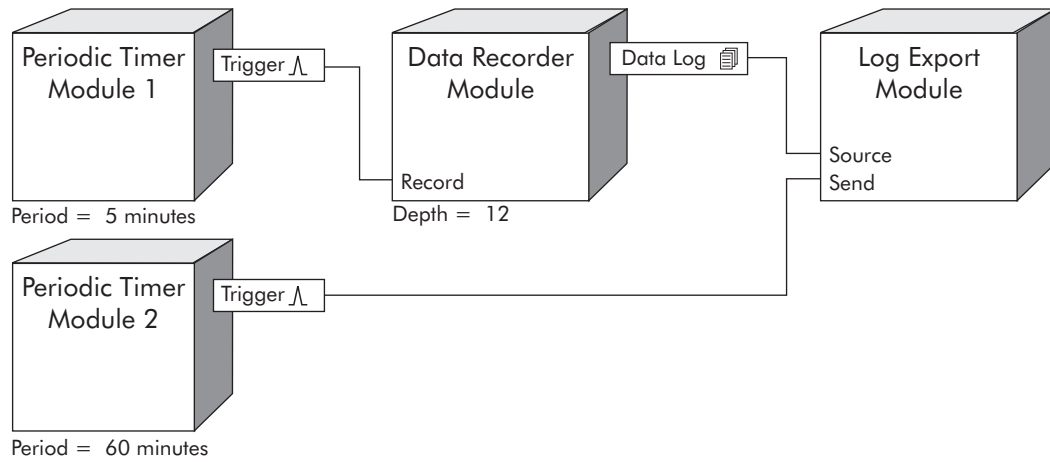 Periodic Timer
Module 1
Trigger
Period = 5 minutes
Data Recorder
Module
Data Log
Record
Depth = 12
Log Export
Module
Source
Send
Periodic Timer
Module 2
Trigger
Period = 60 minutes